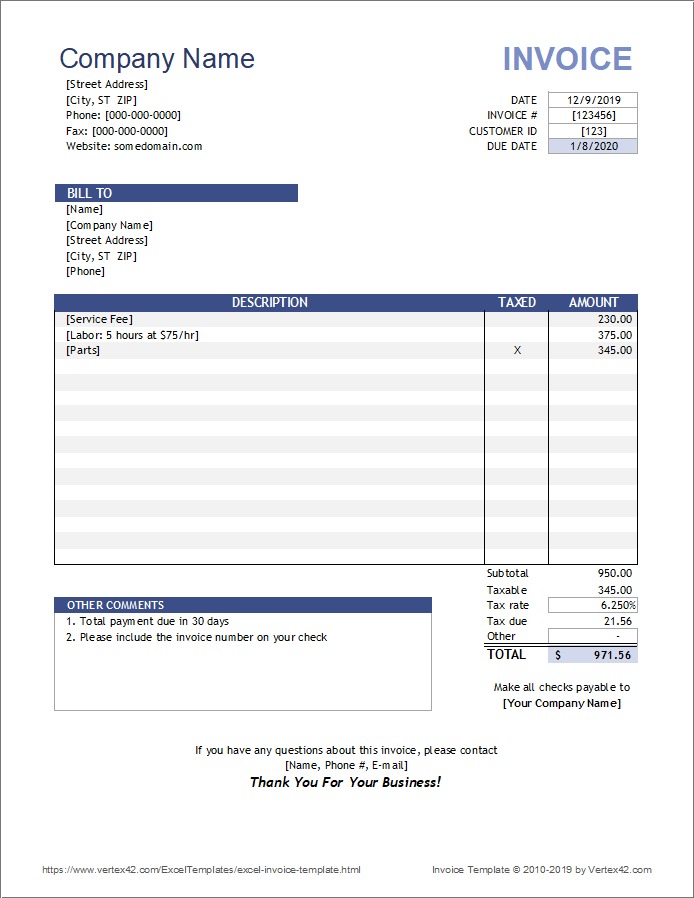 Company Name
INVOICE
[Street Address]
[City, ST  ZIP]
DATE 12/9/2019
Phone: [000-000-0000]
INVOICE # [123456]
Fax: [000-000-0000]
CUSTOMER ID [123]
Website: somedomain.com
DUE DATE 1/8/2020
BILL TO
[Name]
[Company Name]
[Street Address]
[City, ST  ZIP]
[Phone]
DESCRIPTION TAXED AMOUNT
[Service Fee] 230.00
[Labor: 5 hours at $75/hr] 375.00
[Parts] X 345.00
Subtotal 950.00
Taxable 345.00
Tax rate 6.250%
Tax due 21.56
Other -
TOTAL $ 971.56
OTHER COMMENTS
1. Total payment due in 30 days
2. Please include the invoice number on your check
Make all checks payable to
[Your Company Name]
If you have any questions about this invoice, please contact
[Name, Phone #, E-mail]
Thank You For Your Business!
https://www.vertex42.com/ExcelTemplates/excel-invoice-template.html
Invoice Template © 2010-2019 by Vertex42.com